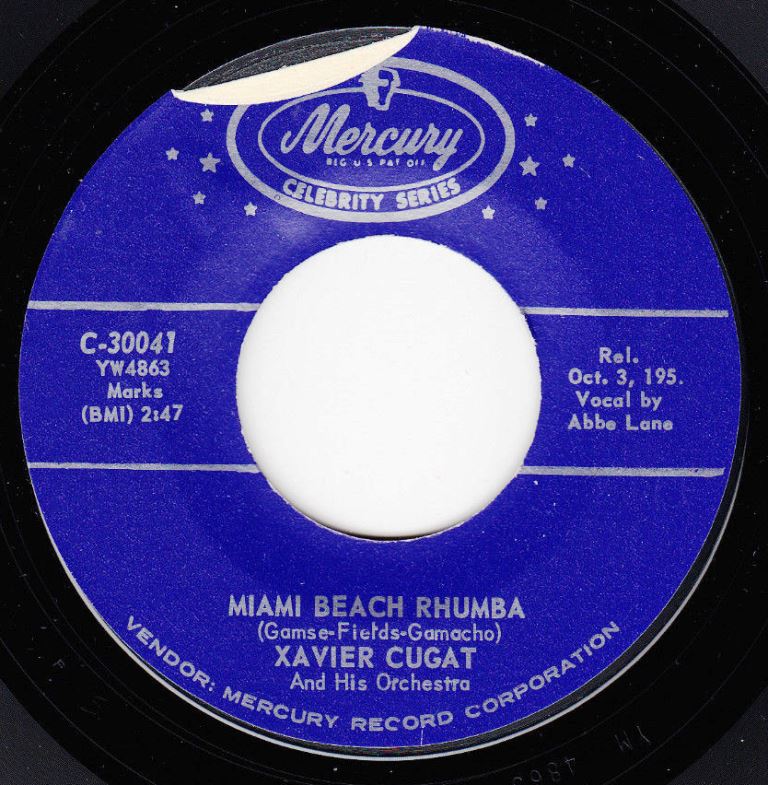 Mercury
REG U.S. PAT OFF.
CELEBRITY SERIES
C-30041
YW4863
Marks
(BMI) 2:47
Rel.
Oct. 3, 195.
Vocal by
Abbe Lane
MIAMI BEACH RHUMBA
(Gamse-Fields-Gamacho)
XAVIER CUGAT
And His Orchestra
VENDOR: MERCURY RECORD CORPORATION